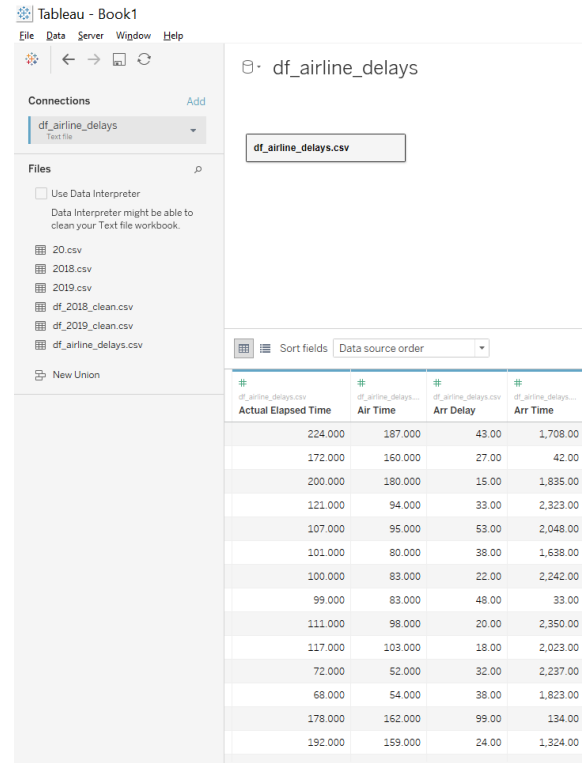 Tableau - Book1
File Data Server Window Help
df_airline_delays
Connections Add
df_airline_delays
Text file
df_airline_delays.csv
Files
Use Data Interpreter
Data Interpreter might be able to
clean your Text file workbook.
20.csv
2018.csv
2019.csv
df_2018_clean.csv
df_2019_clean.csv
df_airline_delays.csv
New Union
Sort fields Data source order
# # # #
df_airline_delays.csv df_airline_delays.... df_airline_delays.csv df_airline_delays....
Actual Elapsed Time Air Time Arr Delay Arr Time
224.000 187.000 43.00 1,708.00
172.000 160.000 27.00 42.00
200.000 180.000 15.00 1,835.00
121.000 94.000 33.00 2,323.00
107.000 95.000 53.00 2,048.00
101.000 80.000 38.00 1,638.00
100.000 83.000 22.00 2,242.00
99.000 83.000 48.00 33.00
111.000 98.000 20.00 2,350.00
117.000 103.000 18.00 2,023.00
72.000 52.000 32.00 2,237.00
68.000 54.000 38.00 1,823.00
178.000 162.000 99.00 134.00
192.000 159.000 24.00 1,324.00